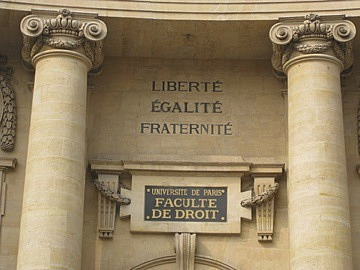 LIBERTÉ
ÉGALITÉ
FRATERNITÉ
UNIVERSITE DE PARIS
FACULTE
DE DROIT